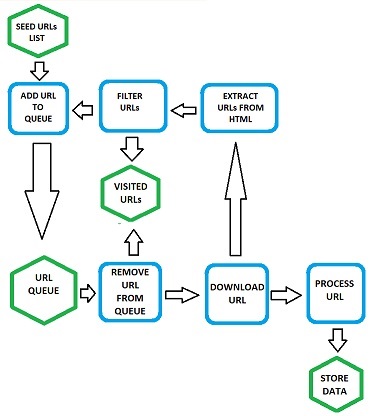 SEED URLs
LIST
ADD URL
TO
QUEUE
FILTER
URLs
EXTRACT
URLs FROM
HTML
VISITED
URLs
URL
QUEUE
REMOVE
URL
FROM
QUEUE
DOWNLOAD
URL
PROCESS
URL
STORE
DATA